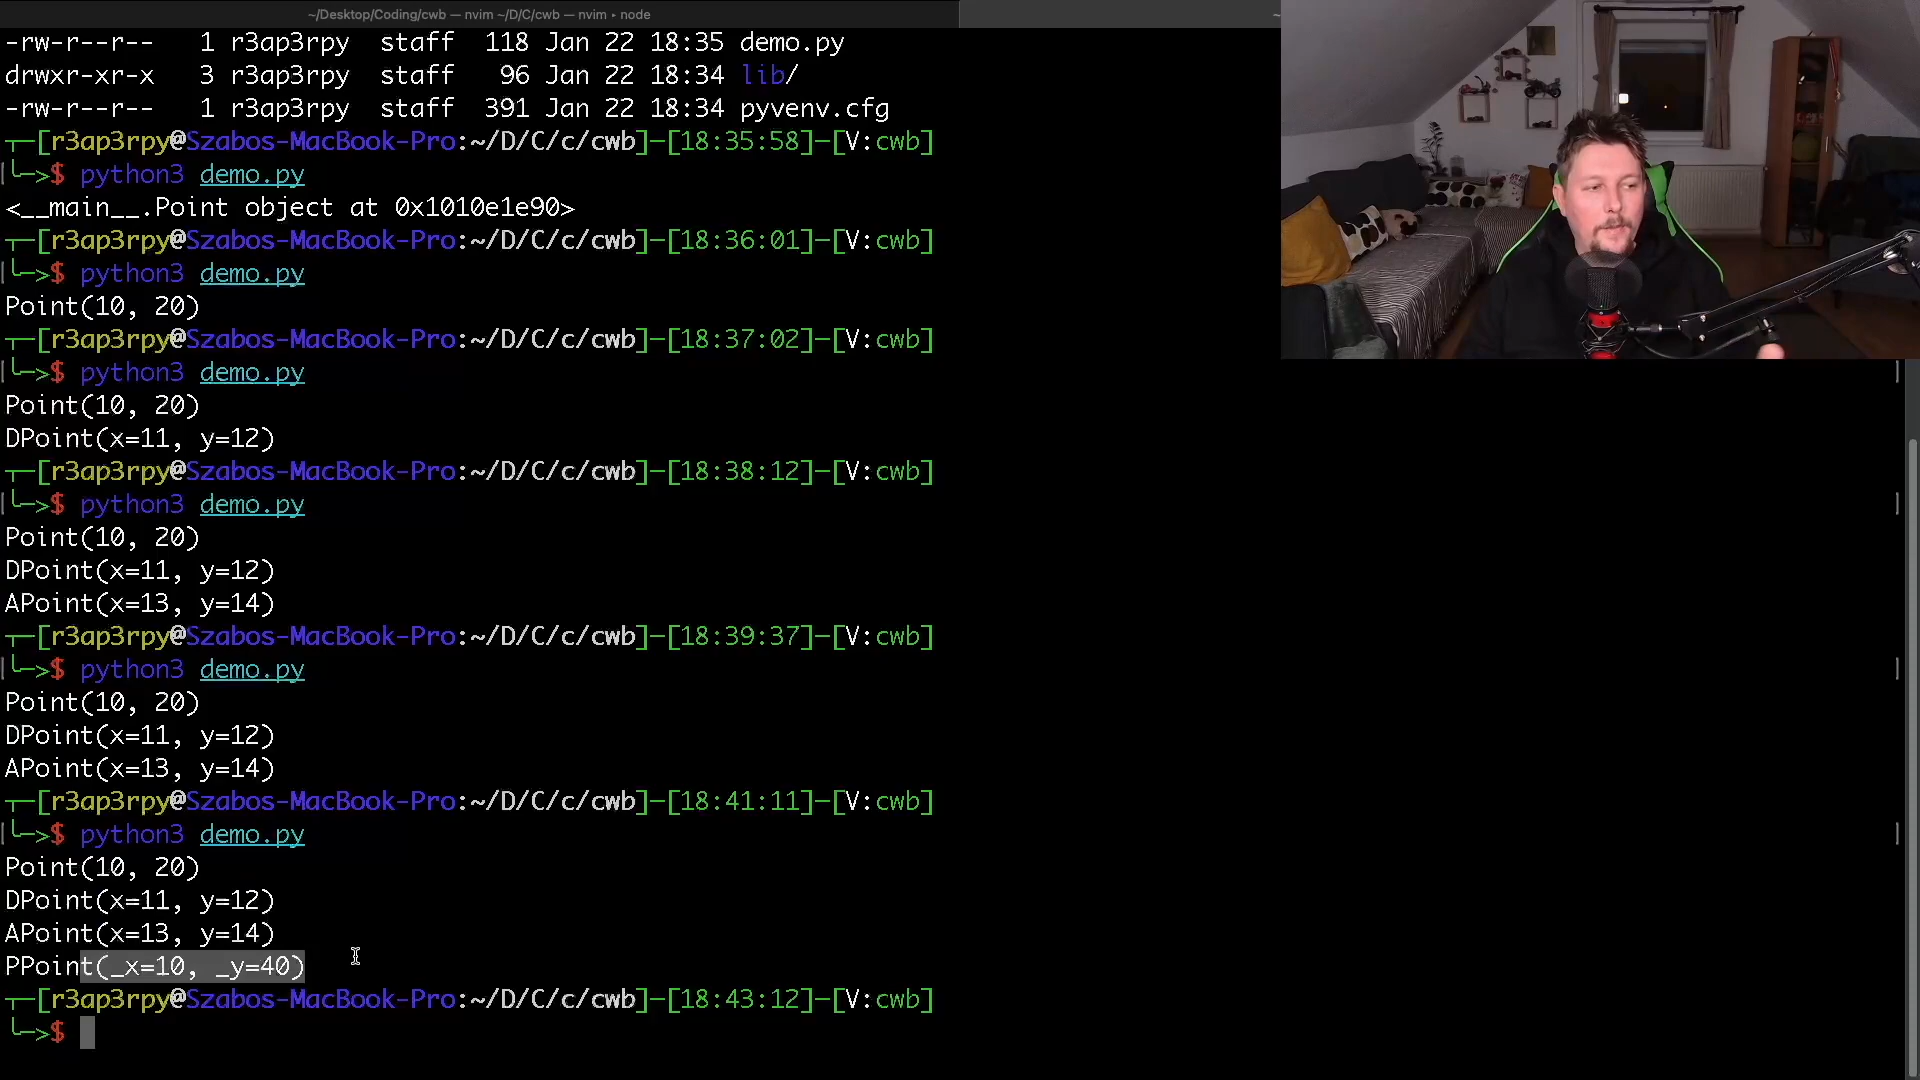 ~/Desktop/Coding/cwb — nvim ~/D/C/cwb — nvim ▸ node
-rw-r--r-- 1 r3ap3rpy staff 118 Jan 22 18:35 demo.py
drwxr-xr-x 3 r3ap3rpy staff 96 Jan 22 18:34 lib/
-rw-r--r-- 1 r3ap3rpy staff 391 Jan 22 18:34 pyvenv.cfg
┬─[r3ap3rpy@Szabos-MacBook-Pro:~/D/C/c/cwb]─[18:35:58]─[V:cwb]
╰─>$ python3 demo.py
<__main__.Point object at 0x1010e1e90>
┬─[r3ap3rpy@Szabos-MacBook-Pro:~/D/C/c/cwb]─[18:36:01]─[V:cwb]
╰─>$ python3 demo.py
Point(10, 20)
┬─[r3ap3rpy@Szabos-MacBook-Pro:~/D/C/c/cwb]─[18:37:02]─[V:cwb]
╰─>$ python3 demo.py
Point(10, 20)
DPoint(x=11, y=12)
┬─[r3ap3rpy@Szabos-MacBook-Pro:~/D/C/c/cwb]─[18:38:12]─[V:cwb]
╰─>$ python3 demo.py
Point(10, 20)
DPoint(x=11, y=12)
APoint(x=13, y=14)
┬─[r3ap3rpy@Szabos-MacBook-Pro:~/D/C/c/cwb]─[18:39:37]─[V:cwb]
╰─>$ python3 demo.py
Point(10, 20)
DPoint(x=11, y=12)
APoint(x=13, y=14)
┬─[r3ap3rpy@Szabos-MacBook-Pro:~/D/C/c/cwb]─[18:41:11]─[V:cwb]
╰─>$ python3 demo.py
Point(10, 20)
DPoint(x=11, y=12)
APoint(x=13, y=14)
PPoint(_x=10, _y=40)
┬─[r3ap3rpy@Szabos-MacBook-Pro:~/D/C/c/cwb]─[18:43:12]─[V:cwb]
╰─>$